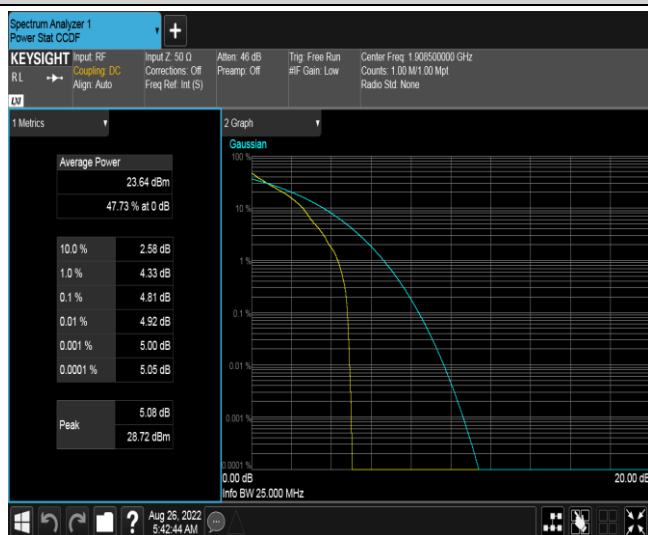 Spectrum Analyzer 1
Power Stat CCDF
+
KEYSIGHT
RL
LXI
Input: RF
Coupling: DC
Align: Auto
Input Z: 50 Ω
Corrections: Off
Freq Ref: Int (S)
Atten: 46 dB
Preamp: Off
Trig: Free Run
#IF Gain: Low
Center Freq: 1.908500000 GHz
Counts: 1.00 M/1.00 Mpt
Radio Std: None
1 Metrics
Average Power
23.64 dBm
47.73 % at 0 dB
10.0 % 2.58 dB
1.0 % 4.33 dB
0.1 % 4.81 dB
0.01 % 4.92 dB
0.001 % 5.00 dB
0.0001 % 5.05 dB
Peak
5.08 dB
28.72 dBm
2 Graph
Gaussian
100 %
10 %
1 %
0.1 %
0.01 %
0.001 %
0.0001 %
0.00 dB 20.00 dB
Info BW 25.000 MHz
?
Aug 26, 2022
5:42:44 AM